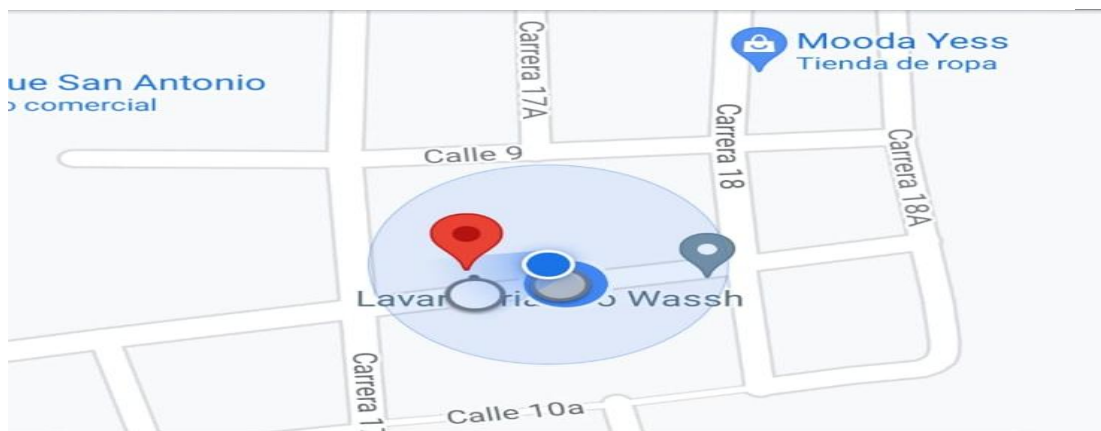 Mooda Yess
Tienda de ropa
ue San Antonio
comercial
Carrera 17A
Carrera 18
Carrera 18A
Calle 9
Wassh
Carrera
Calle 10a